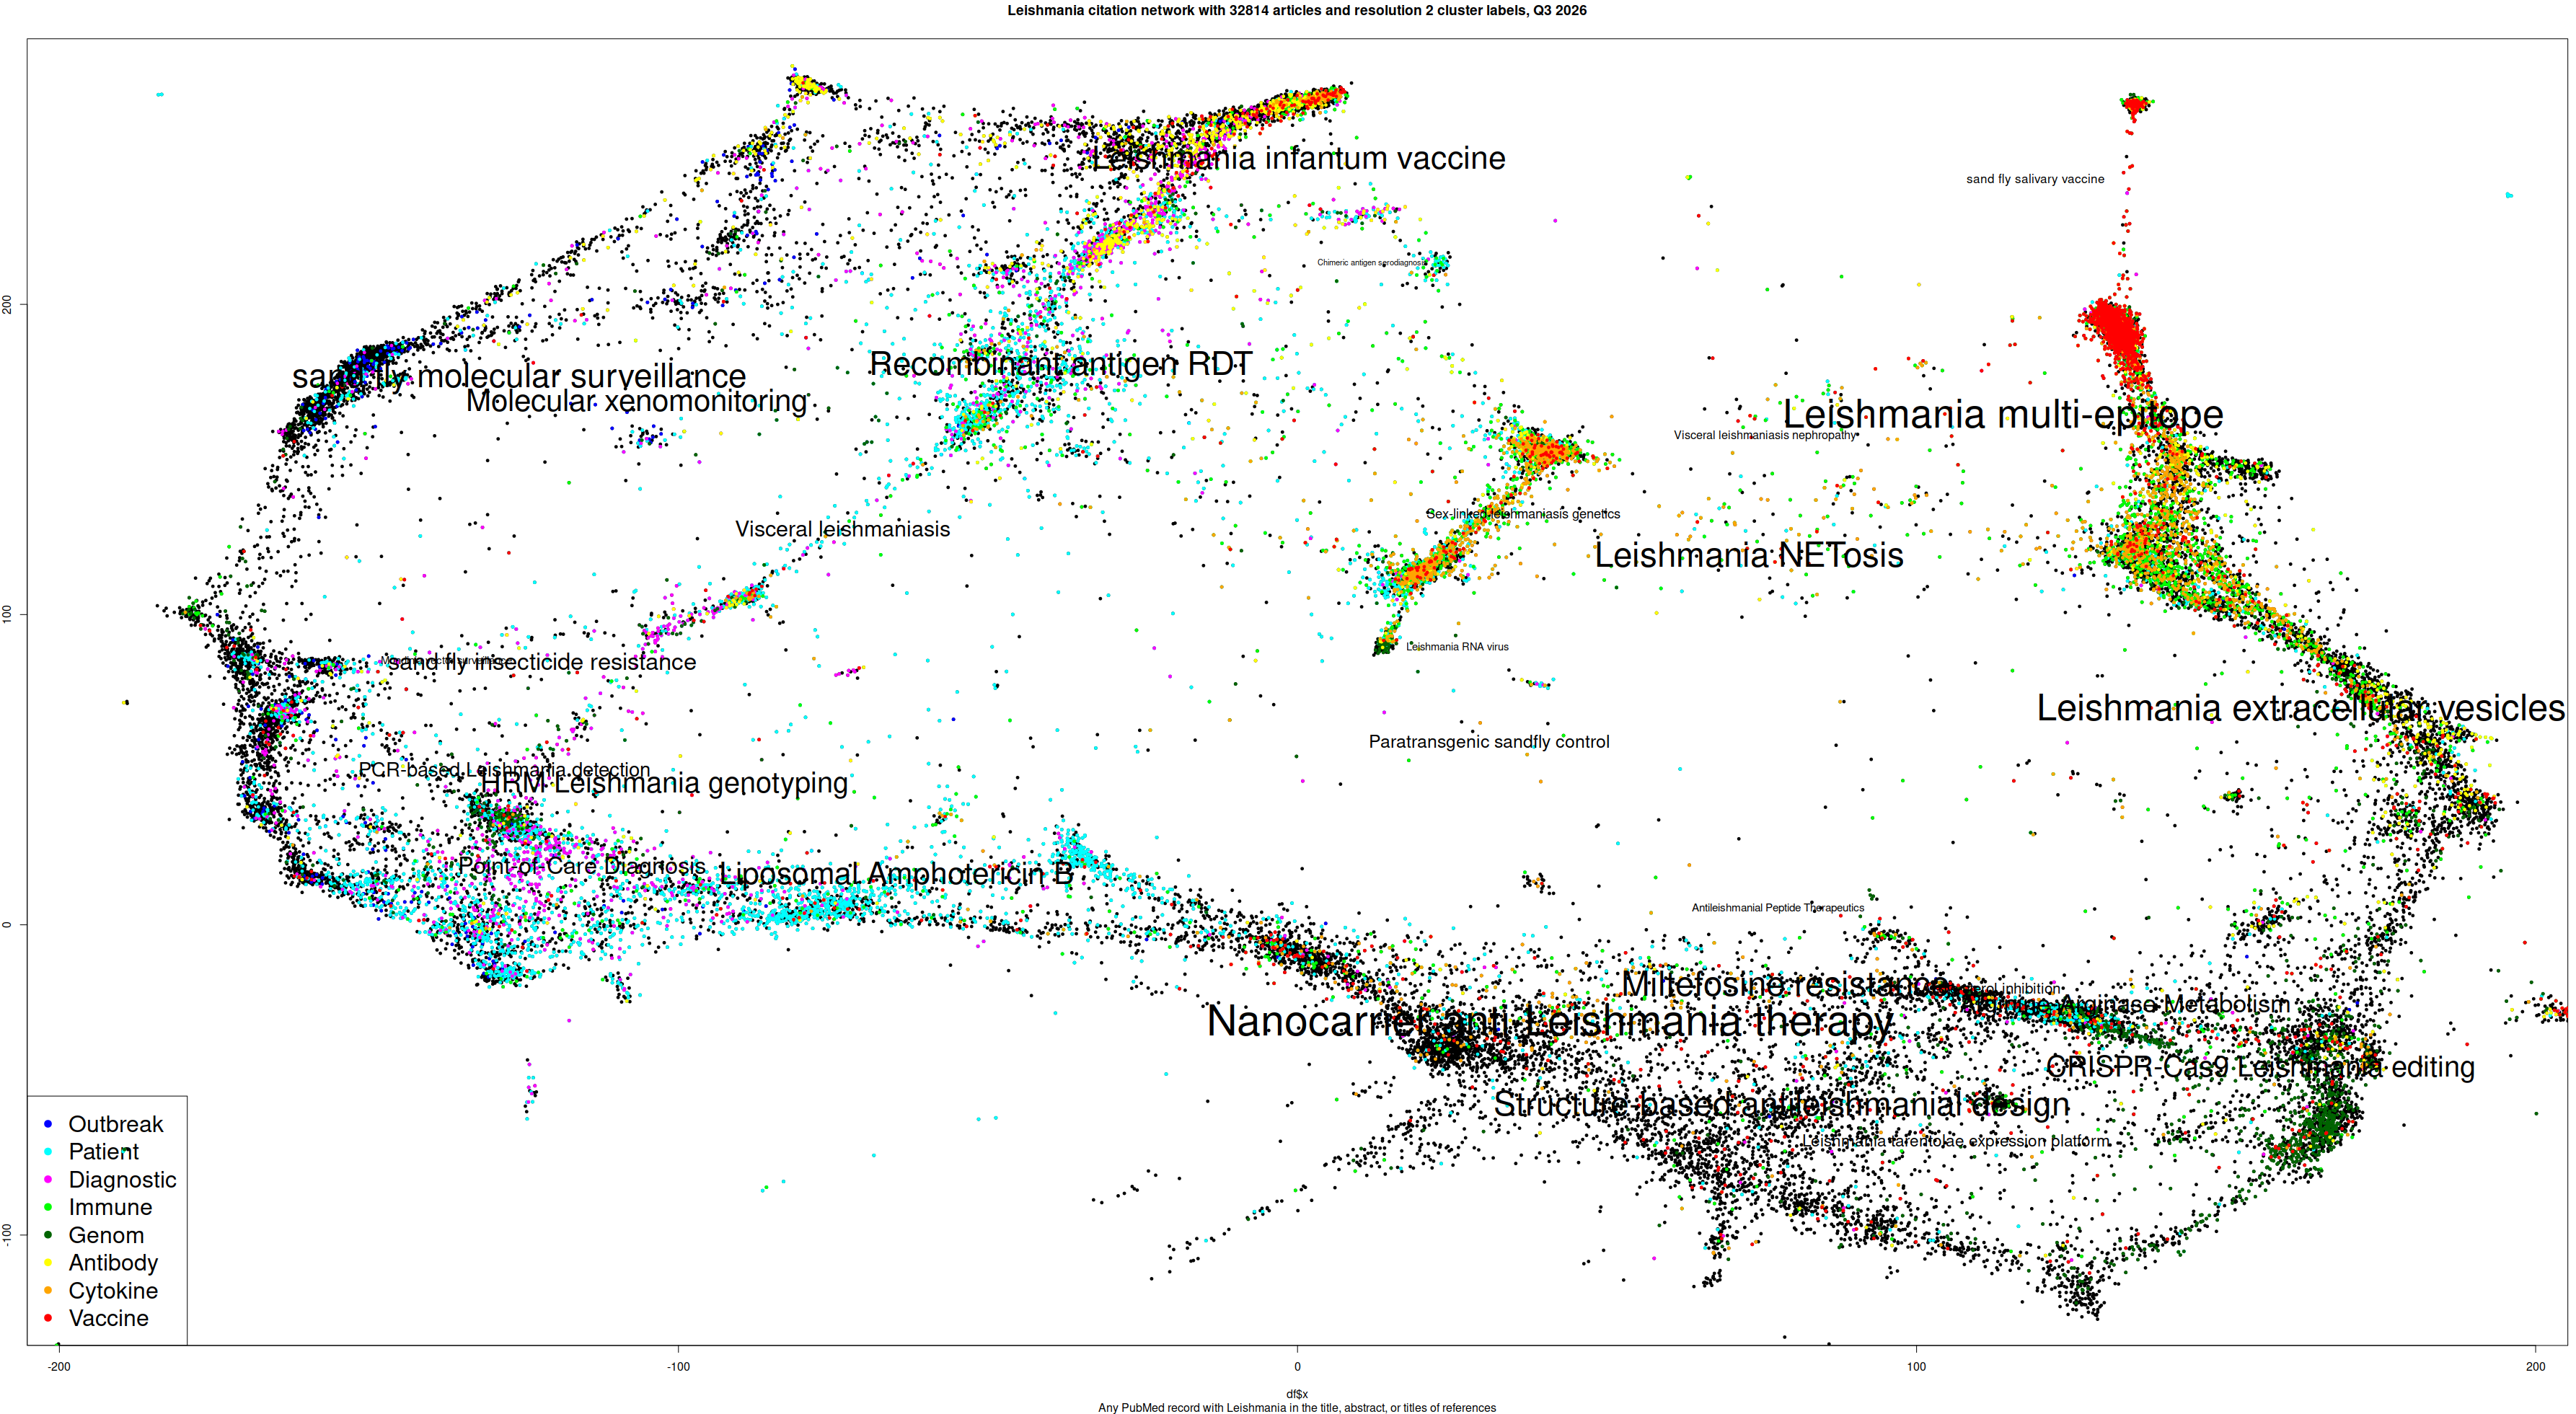 Leishmania citation network with 32814 articles and resolution 2 cluster labels, Q3 2026
Leishmania infantum vaccine
sand fly salivary vaccine
Chimeric antigen serodiagnosis
200
Recombinant antigen RDT
sand fly molecular surveillance
Molecular xenomonitoring
Leishmania multi-epitope
Visceral leishmaniasis nephropathy
Sex-linked leishmaniasis genetics
Visceral leishmaniasis
Leishmania NETosis
100
Leishmania RNA virus
sand fly insecticide resistance
Leishmania extracellular vesicles
Paratransgenic sandfly control
PCR-based Leishmania detection
HRM Leishmania genotyping
Point-of-Care Diagnosis
Liposomal Amphotericin B
Antileishmanial Peptide Therapeutics
0
Miltefosine resistance
inhibition
Arginase Metabolism
Nanocarrier anti-Leishmania therapy
CRISPR-Cas9 Leishmania editing
Structure-based antileishmanial design
Leishmania tarentolae expression platform
-100
Outbreak
Patient
Diagnostic
Immune
Genom
Antibody
Cytokine
Vaccine
-200 -100 0 100 200
df$x
Any PubMed record with Leishmania in the title, abstract, or titles of references